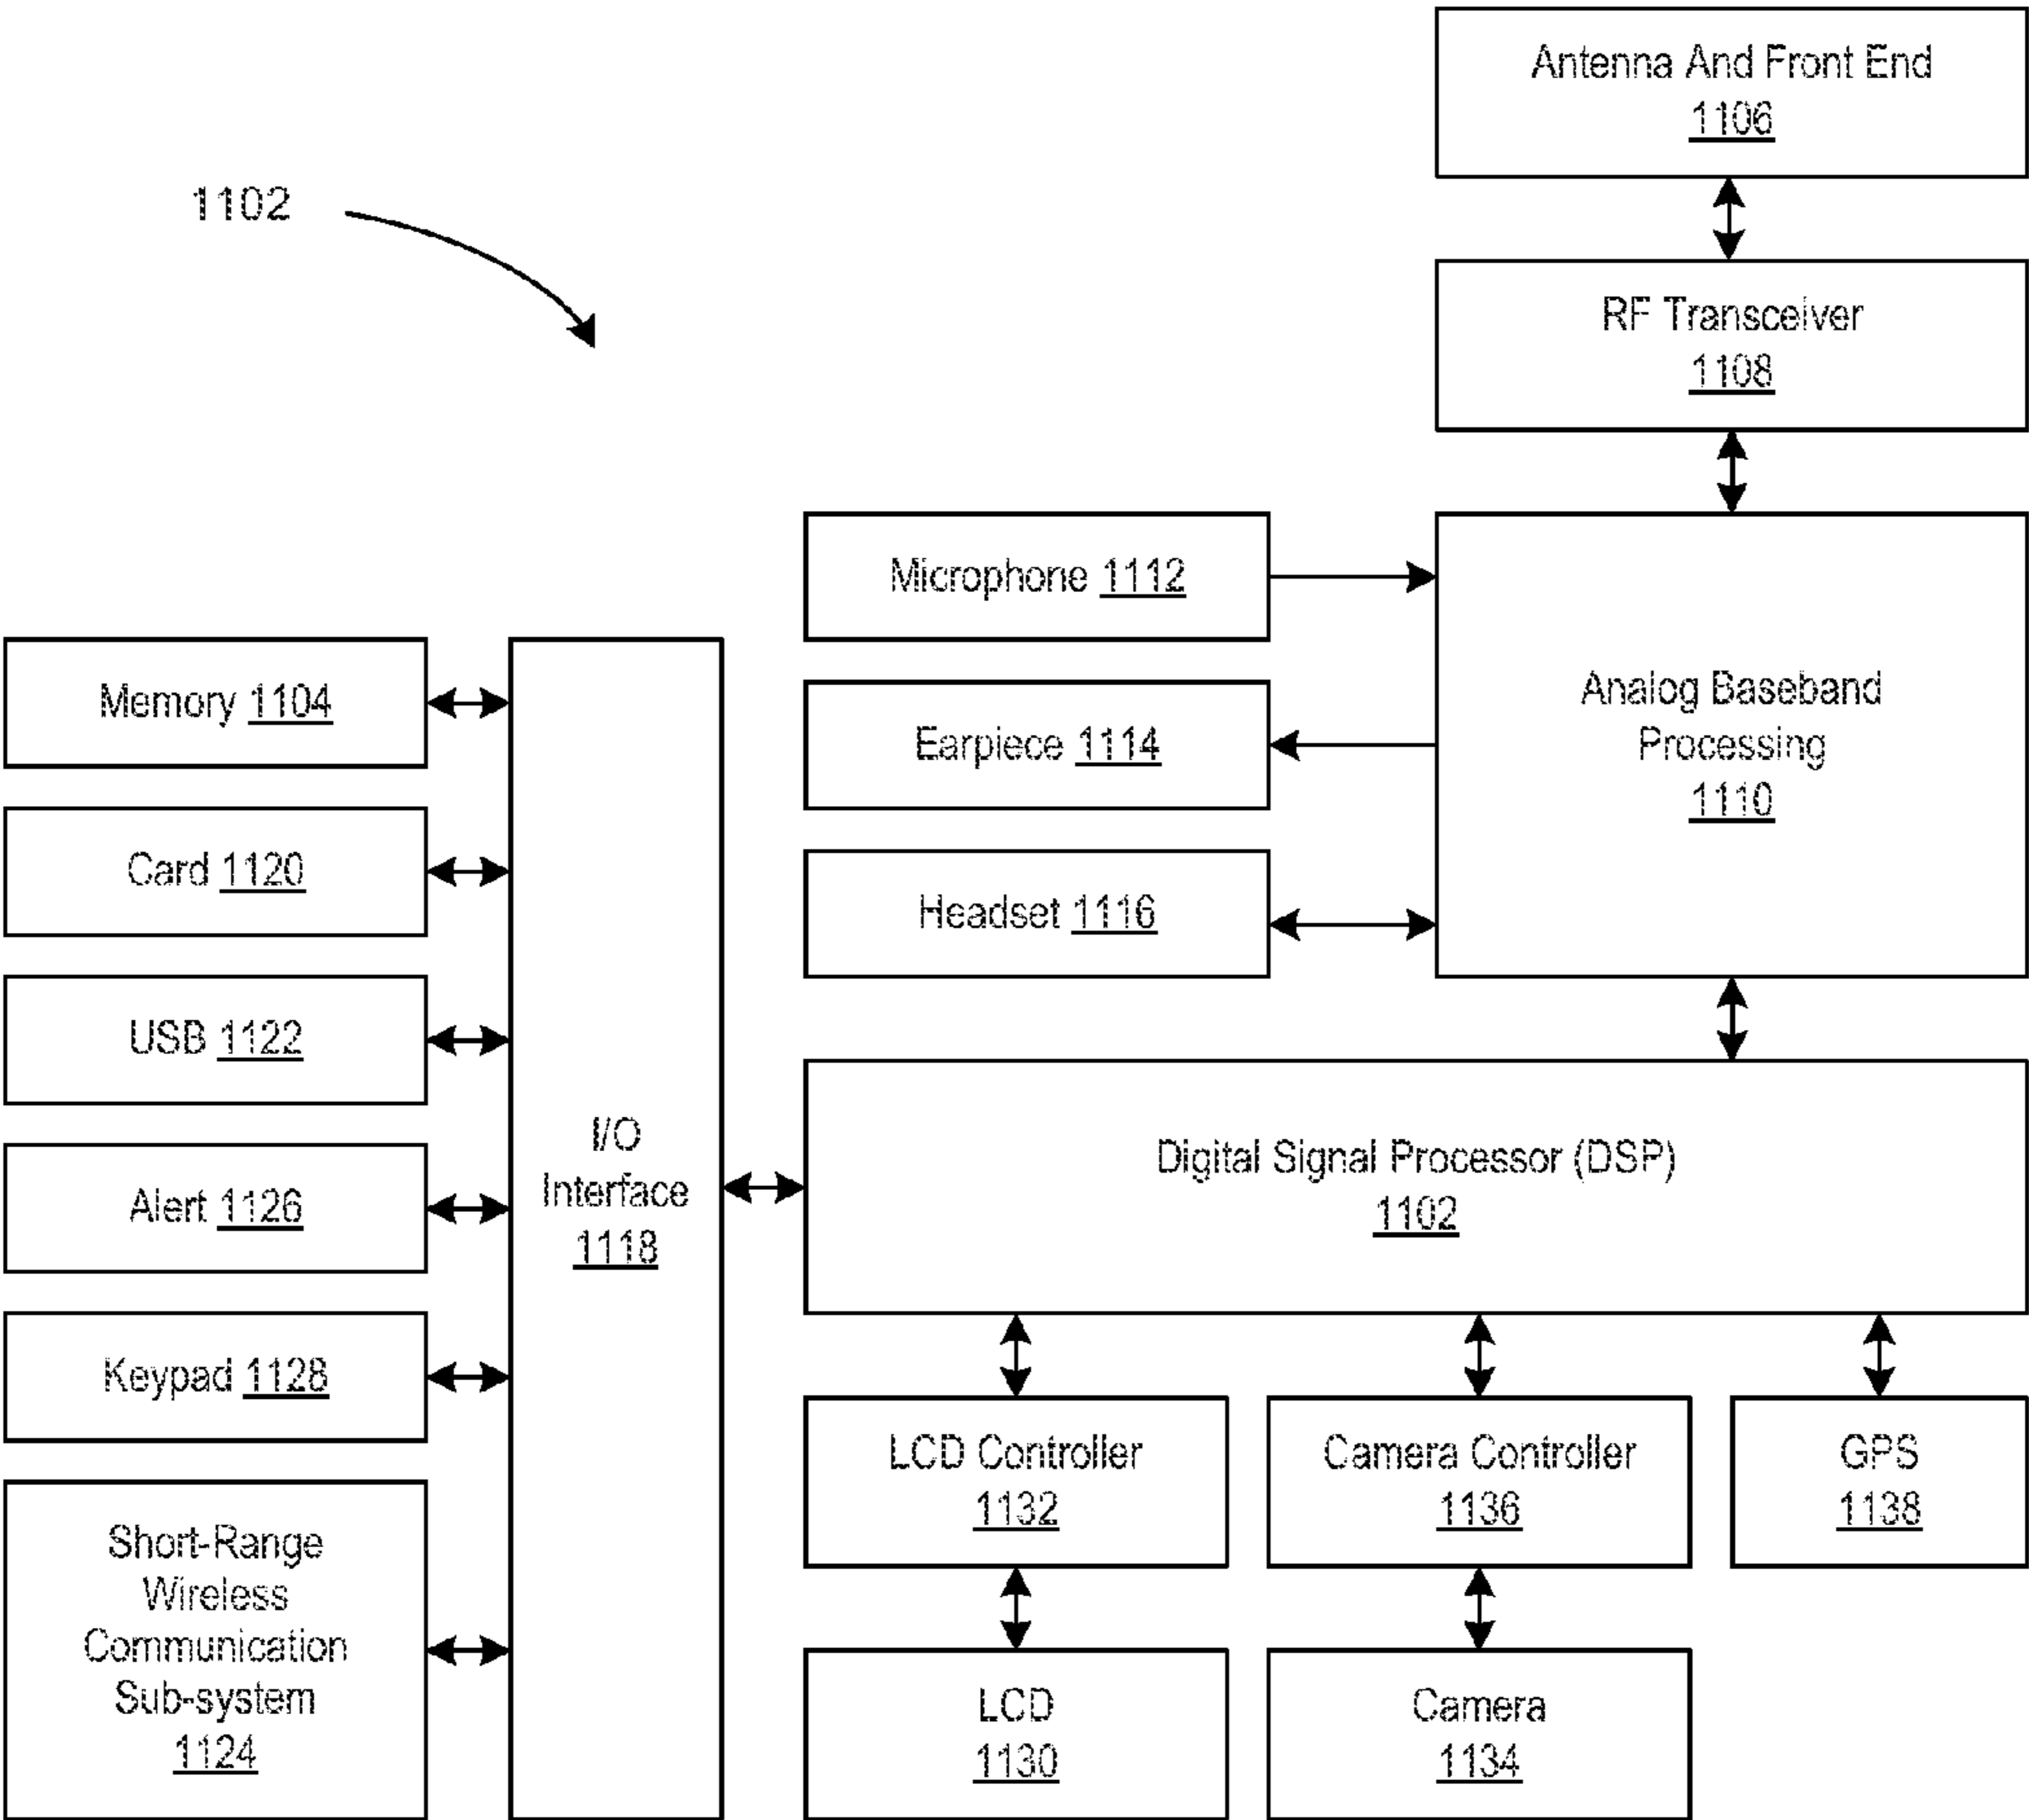 Antenna And Front End
1106
1102
RF Transceiver
1108
Microphone 1112
Analog Baseband
Processing
1110
Earpiece 1114
Headset 1116
Memory 1104
Card 1120
USB 1122
Alert 1126
Keypad 1128
Short-Range
Wireless
Communication
Sub-system
1124
I/O
Interface
1118
Digital Signal Processor (DSP)
1102
LCD Controller
1132
Camera Controller
1136
GPS
1138
LCD
1130
Camera
1134